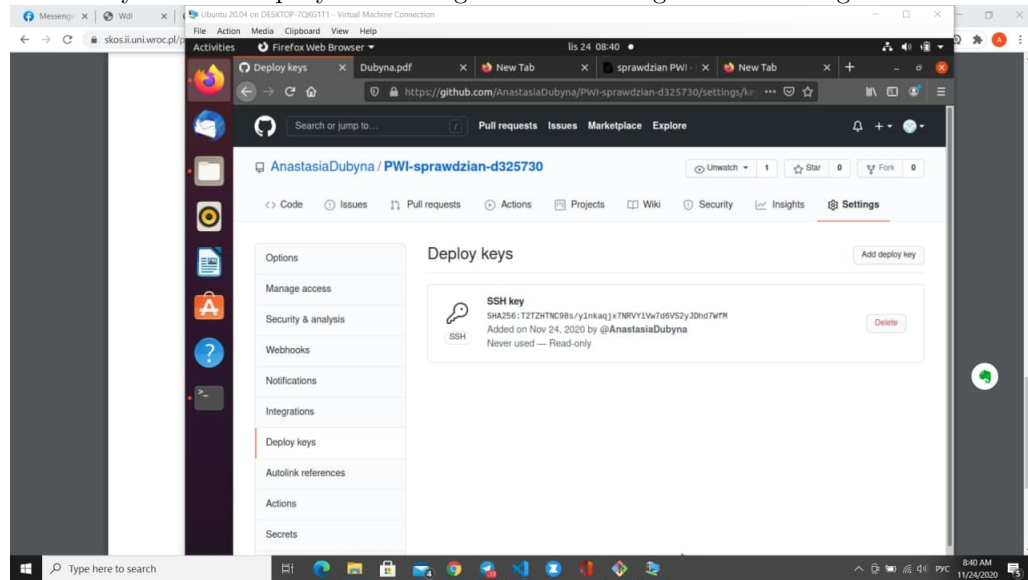 Messenge
Wdi
Ubuntu 20.04 on DESKTOP-7QKG1T1 - Virtual Machine Connection
File Action Media Clipboard View Help
skos.ii.uni.wroc.pl/p
Activities
Firefox Web Browser
lis 24 08:40
Deploy keys
Dubyna.pdf
New Tab
sprawdzian PWI -
New Tab
https://github.com/AnastasiaDubyna/PWI-sprawdzian-d325730/settings/ke
Search or jump to...
Pull requests Issues Marketplace Explore
AnastasiaDubyna / PWI-sprawdzian-d325730
Unwatch 1 Star 0 Fork 0
Code Issues Pull requests Actions Projects Wiki Security Insights Settings
Options
Manage access
Security & analysis
Webhooks
Notifications
Integrations
Deploy keys
Autolink references
Actions
Secrets
Deploy keys
Add deploy key
SSH
SSH key
Added on Nov 24, 2020 by @AnastasiaDubyna
Never used — Read-only
Delete
Type here to search
РУС
8:40 AM
11/24/2020